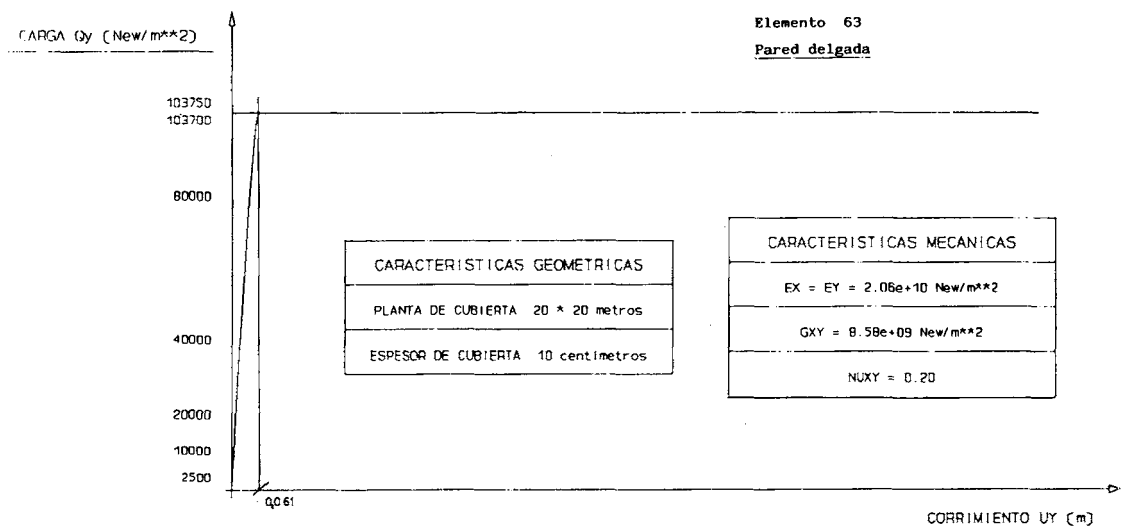 Elemento 63
Pared delgada
CARGA Qy (New/m**2)
103750
103700
80000
40000
20000
10000
2500
0,061
CORRIMIENTO UY (m)
CARACTERISTICAS GEOMETRICAS
PLANTA DE CUBIERTA 20 * 20 metros
ESPESOR DE CUBIERTA 10 centimetros
CARACTERISTICAS MECANICAS
EX = EY = 2.06e+10 New/m**2
GXY = 8.58e+09 New/m**2
NUXY = 0.20